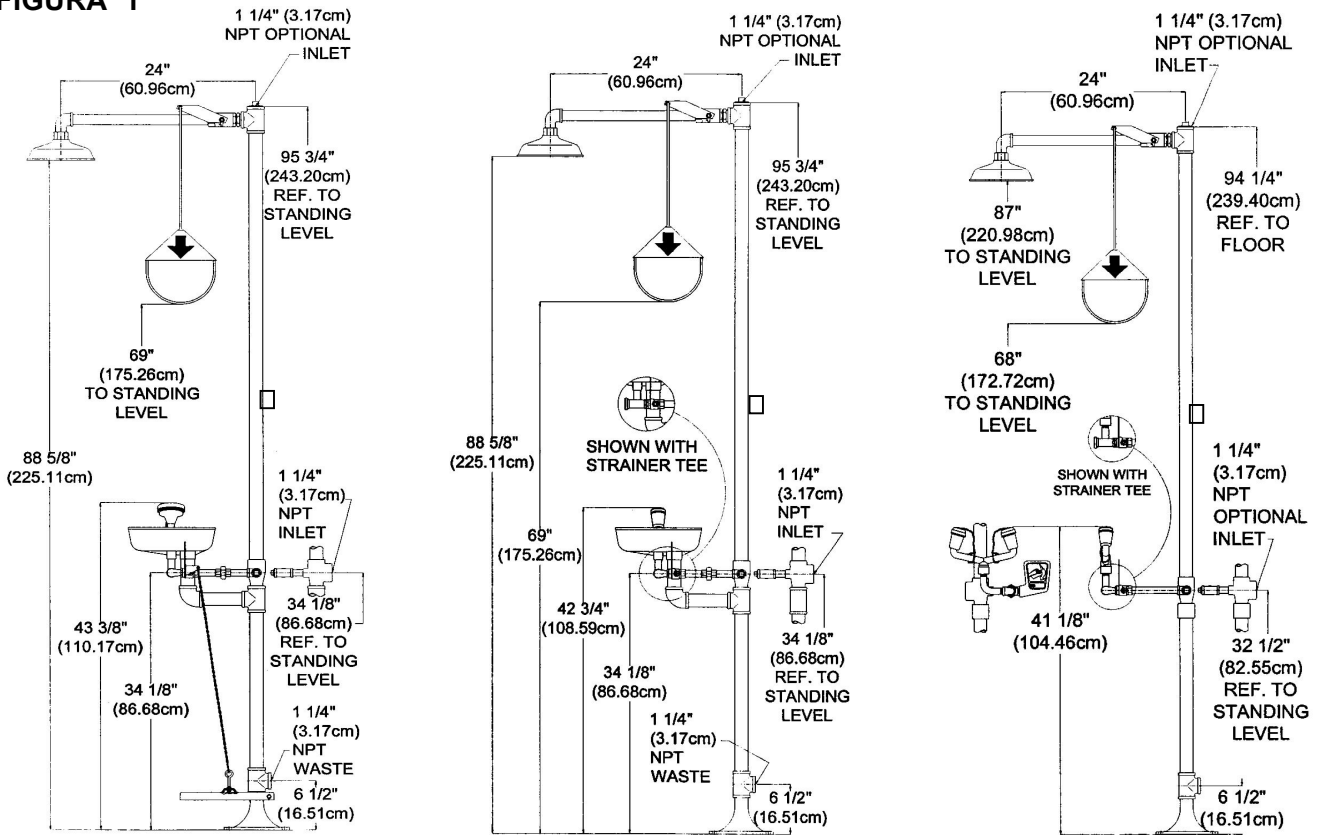 FIGURA 1
1 1/4" (3.17cm)
NPT OPTIONAL
INLET
24"
(60.96cm)
95 3/4"
(243.20cm)
REF. TO
STANDING
LEVEL
69"
(175.26cm)
TO STANDING
LEVEL
88 5/8"
(225.11cm)
1 1/4"
(3.17cm)
NPT
INLET
43 3/8"
(110.17cm)
34 1/8"
(86.68cm)
34 1/8"
(86.68cm)
REF. TO
STANDING
LEVEL
1 1/4"
(3.17cm)
NPT
WASTE
6 1/2"
(16.51cm)
1 1/4" (3.17cm)
NPT OPTIONAL
INLET
24"
(60.96cm)
95 3/4"
(243.20cm)
REF. TO
STANDING
LEVEL
88 5/8"
(225.11cm)
SHOWN WITH
STRAINER TEE
69"
(175.26cm)
1 1/4"
(3.17cm)
NPT
INLET
42 3/4"
(108.59cm)
34 1/8"
(86.68cm)
34 1/8"
(86.68cm)
REF. TO
STANDING
LEVEL
1 1/4"
(3.17cm)
NPT
WASTE
6 1/2"
(16.51cm)
1 1/4" (3.17cm)
NPT OPTIONAL
INLET
24"
(60.96cm)
94 1/4"
(239.40cm)
REF. TO
FLOOR
87"
(220.98cm)
TO STANDING
LEVEL
68"
(172.72cm)
TO STANDING
LEVEL
SHOWN WITH
STRAINER TEE
1 1/4"
(3.17cm)
NPT
OPTIONAL
INLET
41 1/8"
(104.46cm)
32 1/2"
(82.55cm)
REF. TO
STANDING
LEVEL
6 1/2"
(16.51cm)